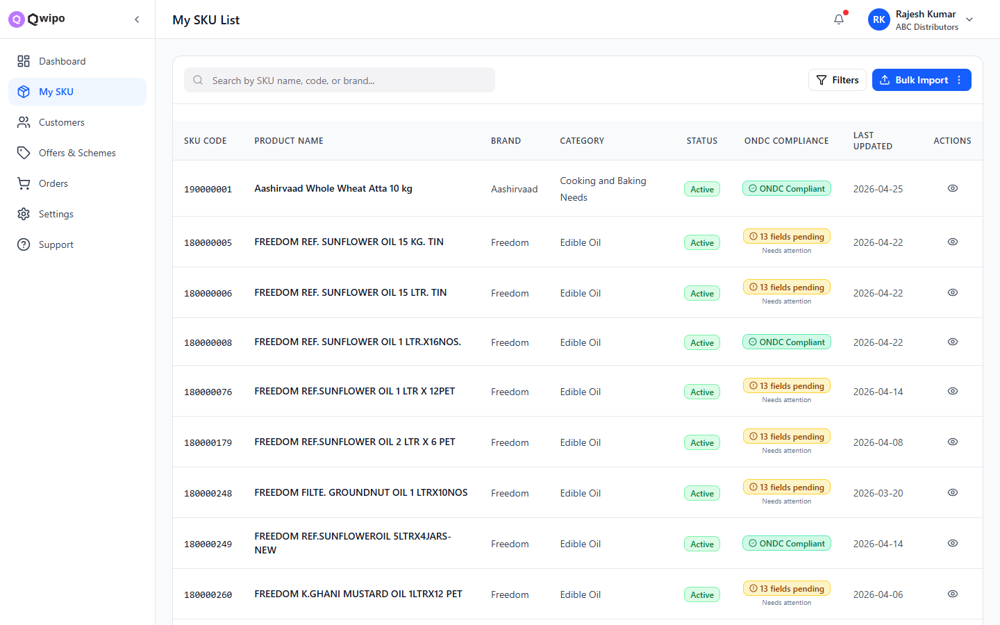 Qwipo
My SKU List
RK
Rajesh Kumar
ABC Distributors
Dashboard
My SKU
Customers
Offers & Schemes
Orders
Settings
Support
Search by SKU name, code, or brand...
Filters
Bulk Import
SKU CODE PRODUCT NAME BRAND CATEGORY STATUS ONDC COMPLIANCE LAST UPDATED ACTIONS
190000001 Aashirvaad Whole Wheat Atta 10 kg Aashirvaad Cooking and Baking Needs Active ONDC Compliant 2026-04-25
180000005 FREEDOM REF. SUNFLOWER OIL 15 KG. TIN Freedom Edible Oil Active 13 fields pending 2026-04-22
Needs attention
180000006 FREEDOM REF. SUNFLOWER OIL 15 LTR. TIN Freedom Edible Oil Active 13 fields pending 2026-04-22
Needs attention
180000008 FREEDOM REF. SUNFLOWER OIL 1 LTR.X16NOS. Freedom Edible Oil Active ONDC Compliant 2026-04-22
180000076 FREEDOM REF.SUNFLOWER OIL 1 LTR X 12PET Freedom Edible Oil Active 13 fields pending 2026-04-14
Needs attention
180000179 FREEDOM REF.SUNFLOWER OIL 2 LTR X 6 PET Freedom Edible Oil Active 13 fields pending 2026-04-08
Needs attention
180000248 FREEDOM FILTE. GROUNDNUT OIL 1 LTRX10NOS Freedom Edible Oil Active 13 fields pending 2026-03-20
Needs attention
180000249 FREEDOM REF.SUNFLOWEROIL 5LTRX4JARS-NEW Freedom Edible Oil Active ONDC Compliant 2026-04-14
180000260 FREEDOM K.GHANI MUSTARD OIL 1LTRX12 PET Freedom Edible Oil Active 13 fields pending 2026-04-06
Needs attention